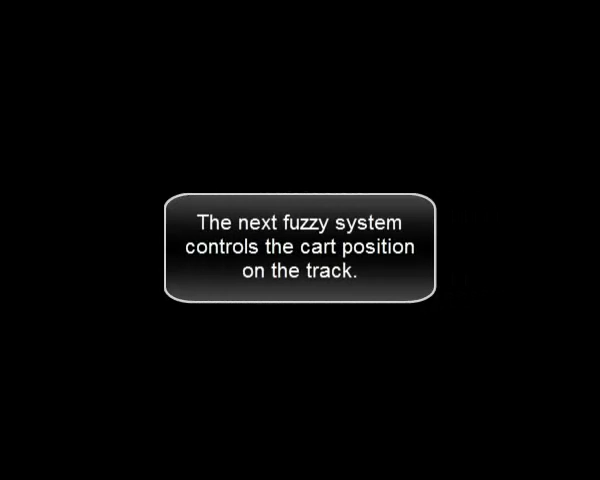 The next fuzzy system
controls the cart position
on the track.